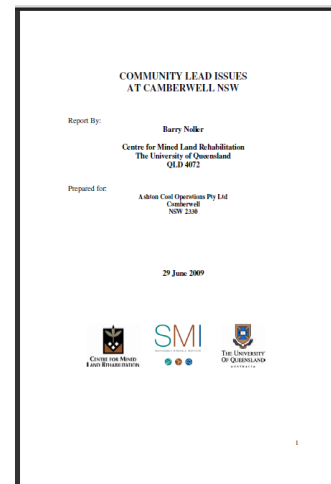 COMMUNITY LEAD ISSUES
AT CAMBERWELL NSW
Report By:
Barry Noller
Centre for Mined Land Rehabilitation
The University of Queensland
QLD 4072
Prepared for:
Ashton Coal Operations Pty Ltd
Camberwell
NSW 2330
29 June 2009
SMI
CENTRE FOR MINED
LAND REHABILITATION
THE UNIVERSITY
OF QUEENSLAND
AUSTRALIA
1